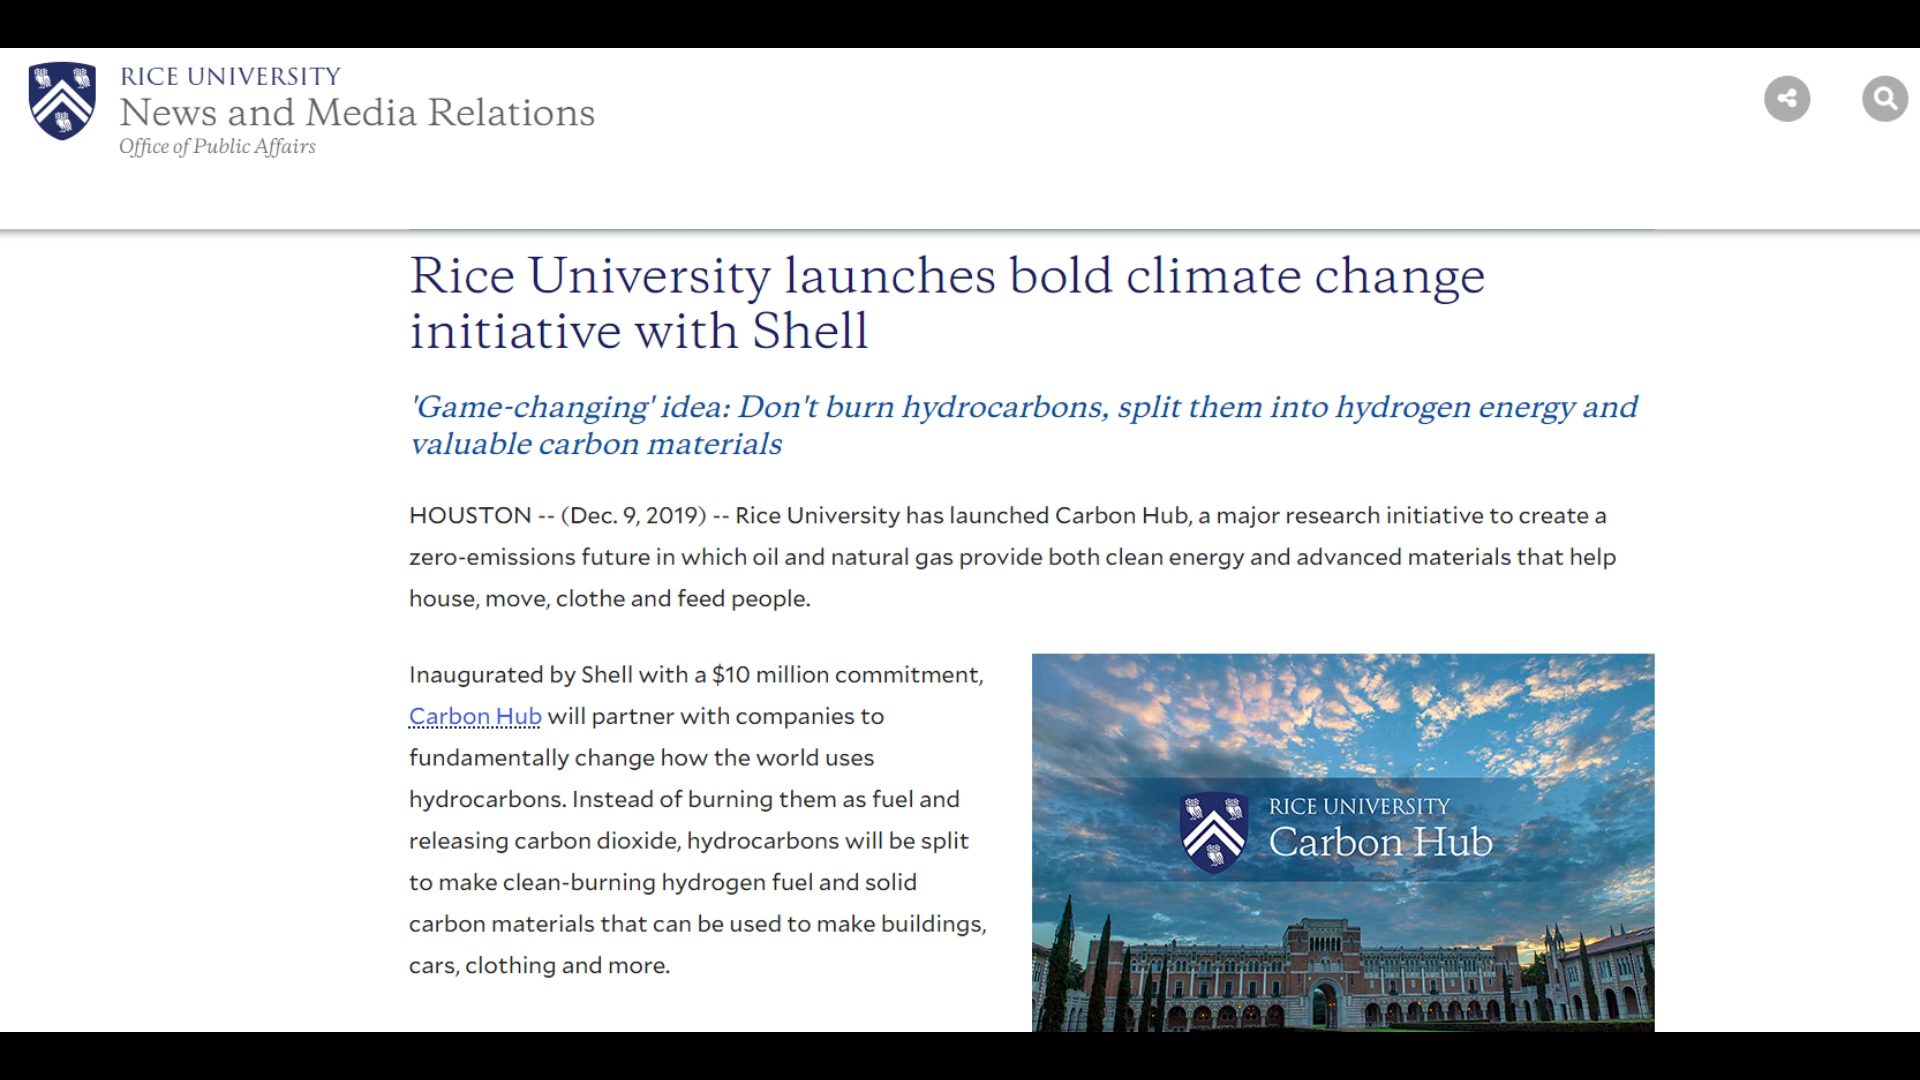 RICE UNIVERSITY
News and Media Relations
Office of Public Affairs
Rice University launches bold climate change
initiative with Shell
'Game-changing' idea: Don't burn hydrocarbons, split them into hydrogen energy and
valuable carbon materials
HOUSTON -- (Dec. 9, 2019) -- Rice University has launched Carbon Hub, a major research initiative to create a
zero-emissions future in which oil and natural gas provide both clean energy and advanced materials that help
house, move, clothe and feed people.
Inaugurated by Shell with a $10 million commitment,
Carbon Hub will partner with companies to
fundamentally change how the world uses
hydrocarbons. Instead of burning them as fuel and
releasing carbon dioxide, hydrocarbons will be split
to make clean-burning hydrogen fuel and solid
carbon materials that can be used to make buildings,
cars, clothing and more.
RICE UNIVERSITY
Carbon Hub